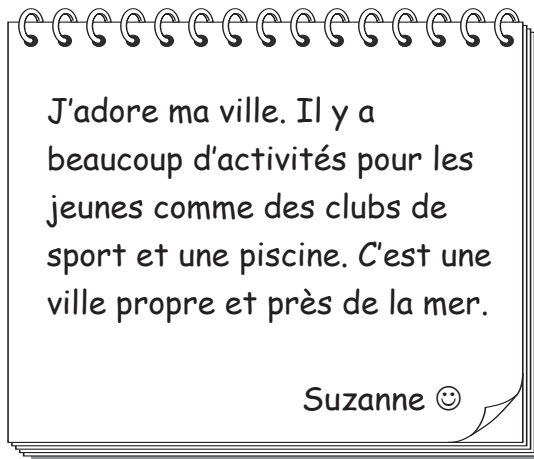 J'adore ma ville. Il y a
beaucoup d'activités pour les
jeunes comme des clubs de
sport et une piscine. C'est une
ville propre et près de la mer.
Suzanne ☺